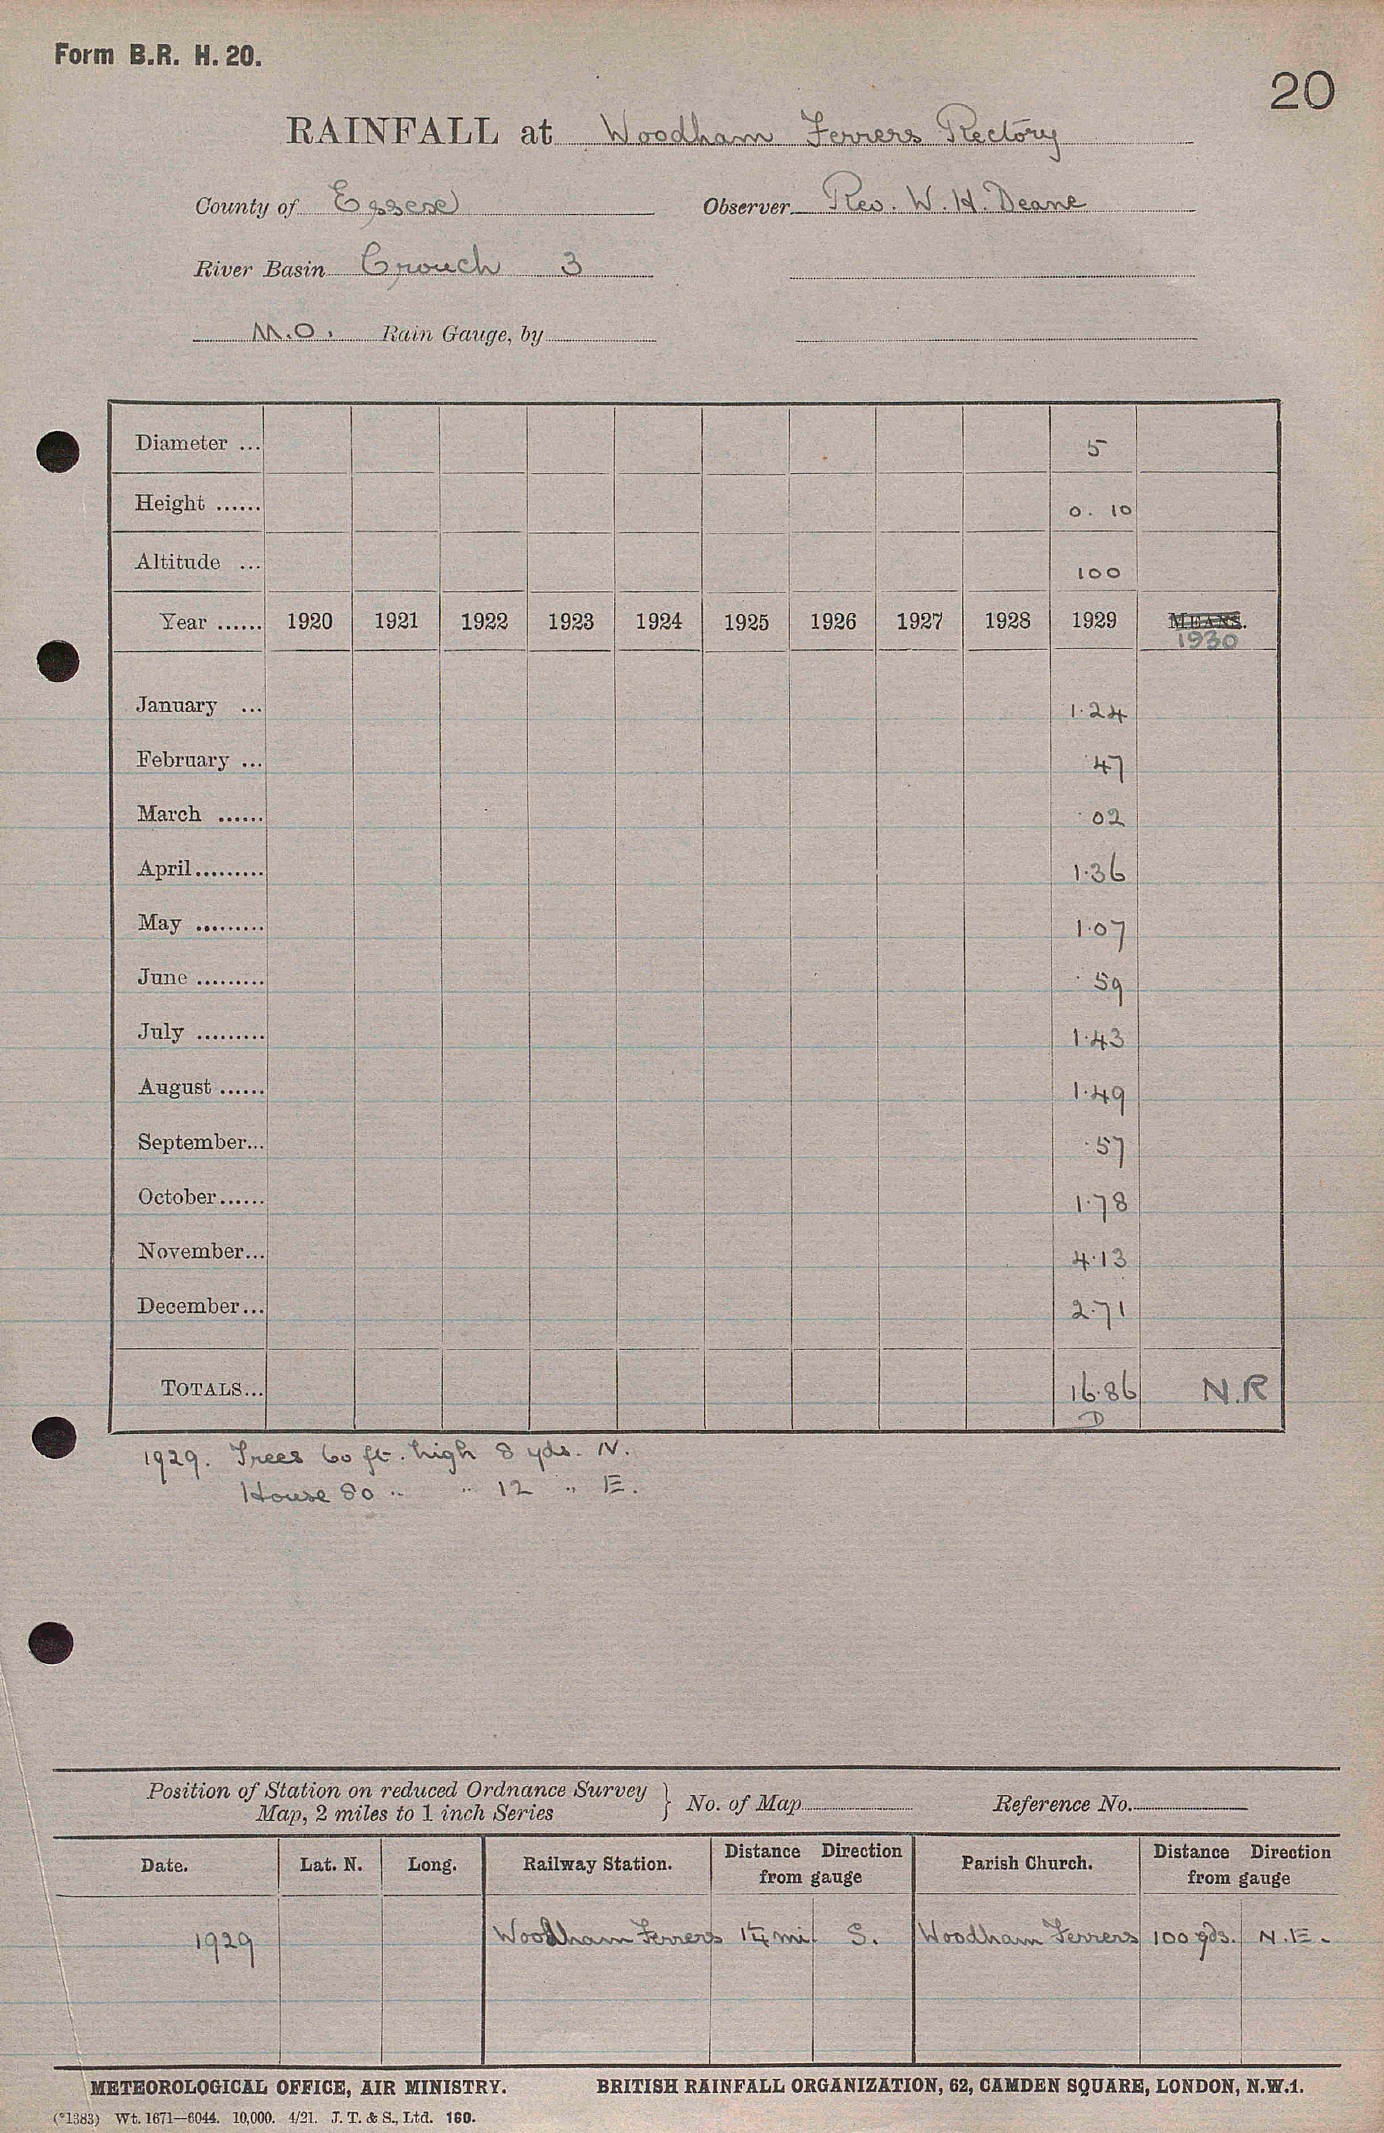 Form B.R. H. 20.
20
RAINFALL at Woodham Ferrers Rectory
County of Essex Observer Rev. W. H. Deane
River Basin Crouch 3
M.O. Rain Gauge, by
Diameter ... 5
Height ...... 0. 10
Altitude ... 100
Year ...... 1920 1921 1922 1923 1924 1925 1926 1927 1928 1929 MEANS.
1930
January ... 1.24
February ... .47
March ...... .02
April......... 1.36
May ......... 1.07
June ......... .59
July ......... 1.43
August ...... 1.49
September... .57
October...... 1.78
November... 4.13
December... 2.71
TOTALS... 16.86 N.R
D
1929. Trees 60 ft. high 8 yds. N.
House 80 " " 12 " E.
Position of Station on reduced Ordnance Survey
Map, 2 miles to 1 inch Series } No. of Map Reference No.
Date. Lat. N. Long. Railway Station. Distance Direction from gauge Parish Church. Distance Direction from gauge
1929 Woodham Ferrers 1¼ mi S. Woodham Ferrers 100 yds. N.E.
METEOROLOGICAL OFFICE, AIR MINISTRY. BRITISH RAINFALL ORGANIZATION, 62, CAMDEN SQUARE, LONDON, N.W.1.
(*1383) Wt. 1671—6044. 10,000. 4/21. J. T. & S., Ltd. 160.